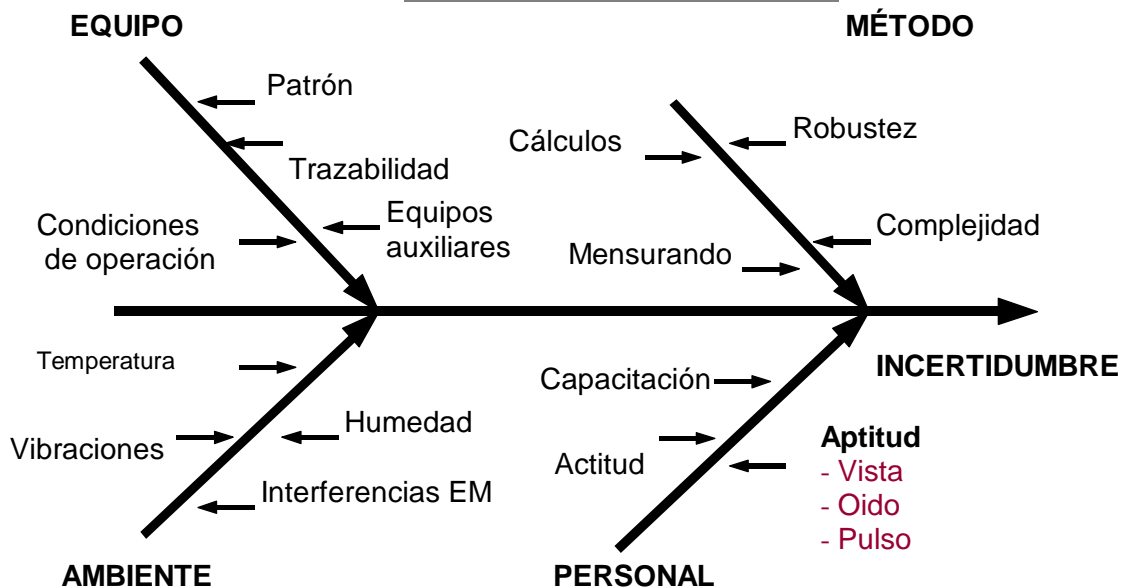 EQUIPO
MÉTODO
Patrón
Trazabilidad
Condiciones
de operación
Equipos
auxiliares
Cálculos
Robustez
Mensurando
Complejidad
INCERTIDUMBRE
Temperatura
Vibraciones
Humedad
Interferencias EM
AMBIENTE
Capacitación
Actitud
Aptitud
- Vista
- Oido
- Pulso
PERSONAL